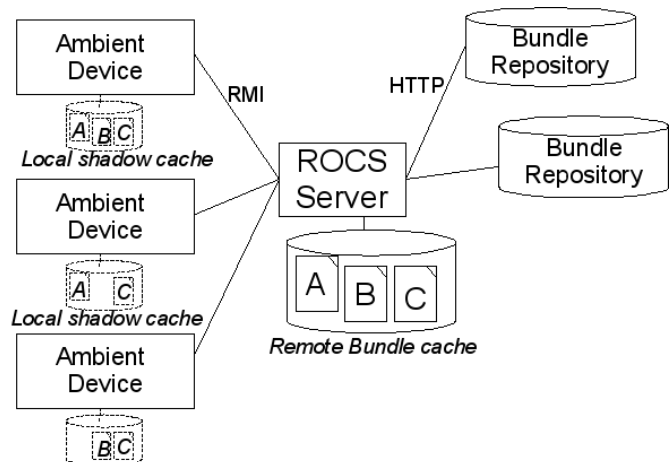 Ambient
Device
A B C
Local shadow cache
Ambient
Device
A C
Local shadow cache
Ambient
Device
B C
RMI
ROCS
Server
A B C
Remote Bundle cache
HTTP
Bundle
Repository
Bundle
Repository